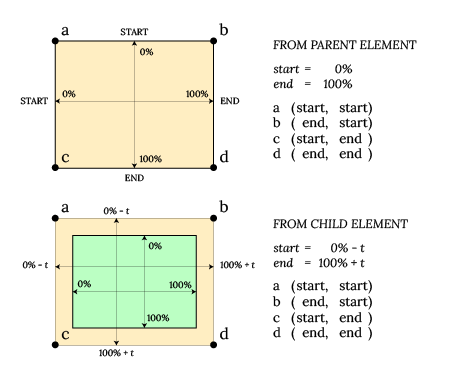 a
START
b
0%
START
0%
100%
END
100%
c
d
END
FROM PARENT ELEMENT
start = 0%
end = 100%
a (start, start)
b ( end, start)
c (start, end )
d ( end, end )
a
0% - t
b
0%
0% - t
100% + t
0%
100%
100%
c
d
100% + t
FROM CHILD ELEMENT
start = 0% - t
end = 100% + t
a (start, start)
b ( end, start)
c (start, end )
d ( end, end )